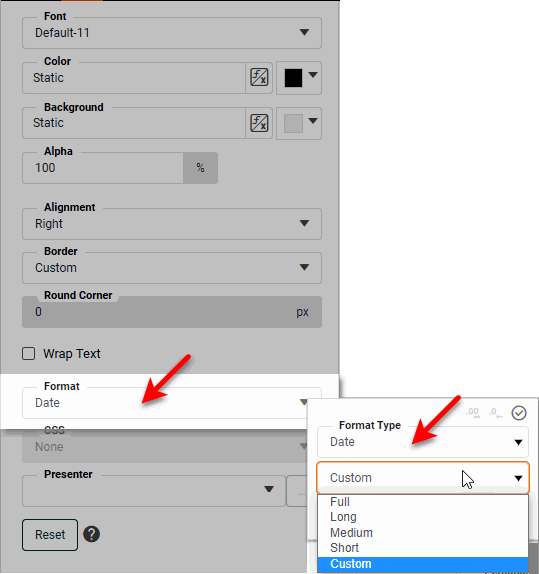 Font
Default-11
Color
Static
Background
Static
Alpha
100 %
Alignment
Right
Border
Custom
Round Corner
0 px
Wrap Text
Format
Date
CSS
None
Presenter
...
Reset ?
.00 .0
Format Type
Date
Custom
Full
Long
Medium
Short
Custom